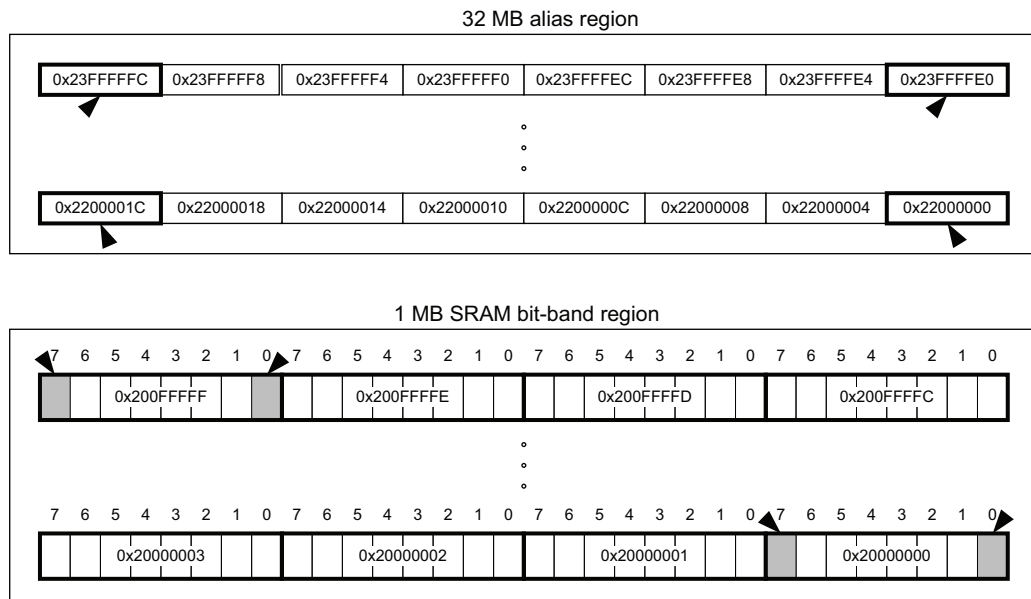 32 MB alias region
0x23FFFFFC 0x23FFFFF8 0x23FFFFF4 0x23FFFFF0 0x23FFFFEC 0x23FFFFE8 0x23FFFFE4 0x23FFFFE0
0x2200001C 0x22000018 0x22000014 0x22000010 0x2200000C 0x22000008 0x22000004 0x22000000
1 MB SRAM bit-band region
7 6 5 4 3 2 1 0 7 6 5 4 3 2 1 0 7 6 5 4 3 2 1 0 7 6 5 4 3 2 1 0
0x200FFFFF 0x200FFFFE 0x200FFFFD 0x200FFFFC
7 6 5 4 3 2 1 0 7 6 5 4 3 2 1 0 7 6 5 4 3 2 1 0 7 6 5 4 3 2 1 0
0x20000003 0x20000002 0x20000001 0x20000000